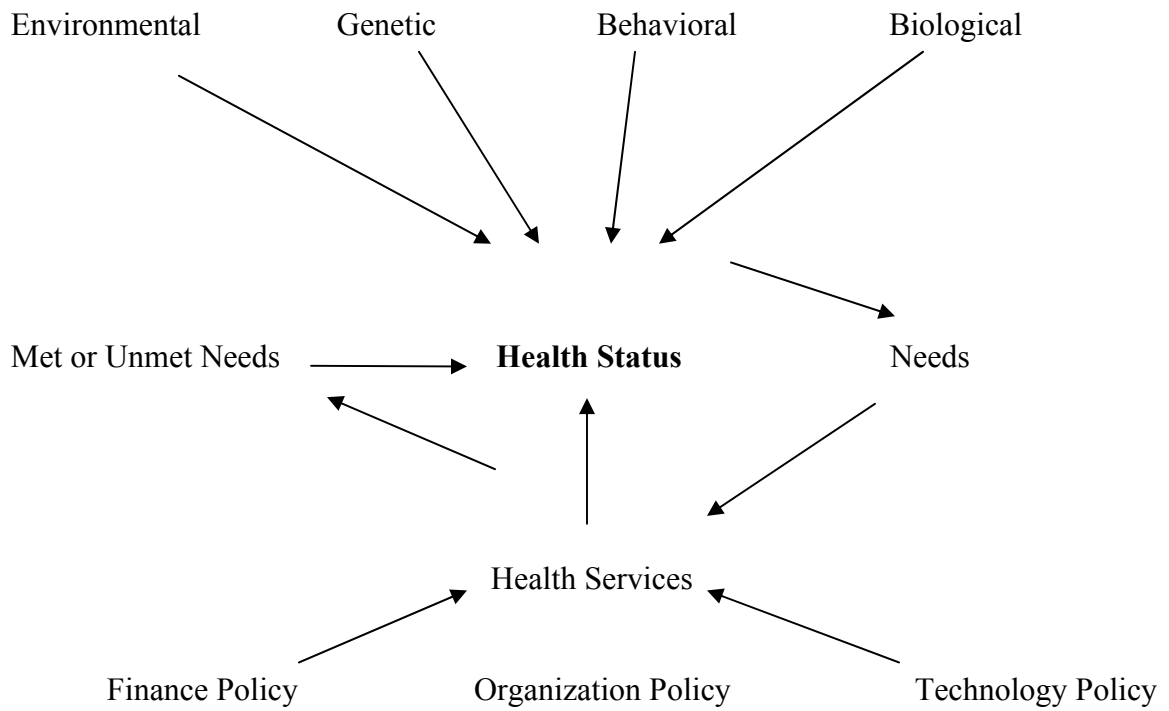 Environmental Genetic Behavioral Biological
Met or Unmet Needs Health Status Needs
Health Services
Finance Policy Organization Policy Technology Policy